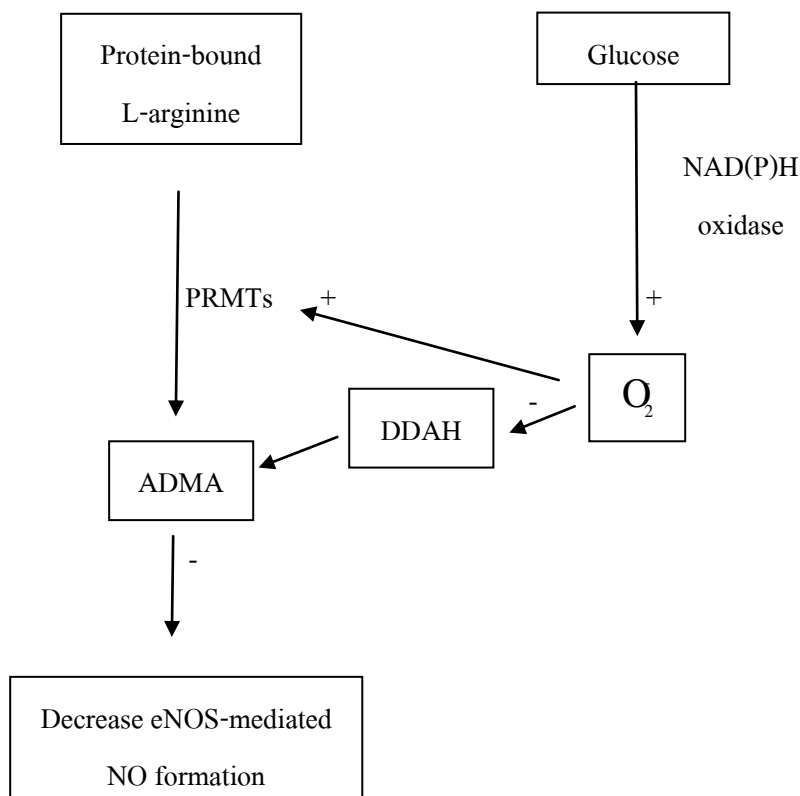 Protein-bound
L-arginine
Glucose
NAD(P)H
oxidase
PRMTs +
+
O₂⁻
-
DDAH
ADMA
-
Decrease eNOS-mediated
NO formation